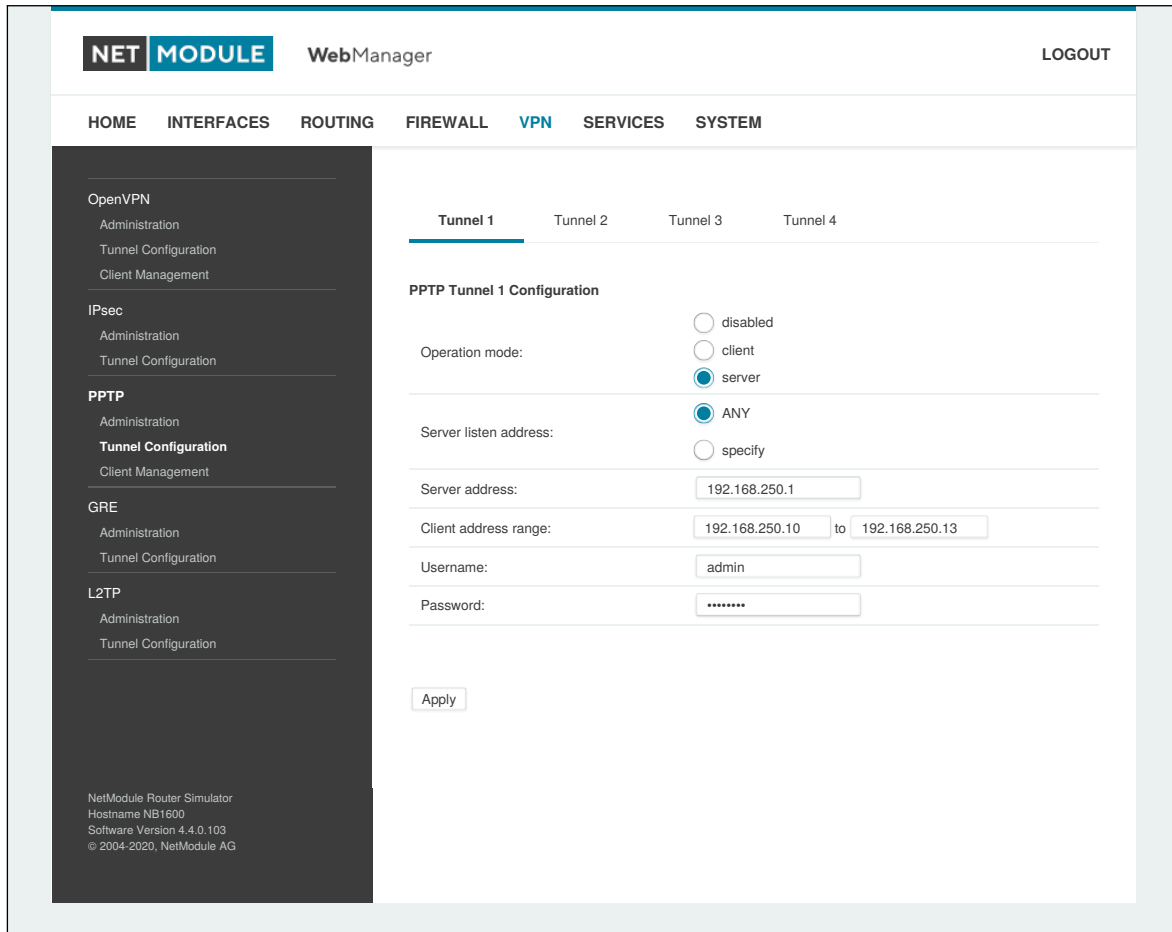 NET MODULE WebManager LOGOUT
HOME INTERFACES ROUTING FIREWALL VPN SERVICES SYSTEM
OpenVPN
Administration
Tunnel Configuration
Client Management
IPsec
Administration
Tunnel Configuration
PPTP
Administration
Tunnel Configuration
Client Management
GRE
Administration
Tunnel Configuration
L2TP
Administration
Tunnel Configuration
NetModule Router Simulator
Hostname NB1600
Software Version 4.4.0.103
© 2004-2020, NetModule AG
Tunnel 1 Tunnel 2 Tunnel 3 Tunnel 4
PPTP Tunnel 1 Configuration
Operation mode:
disabled
client
server
Server listen address:
ANY
specify
Server address: 192.168.250.1
Client address range: 192.168.250.10 to 192.168.250.13
Username: admin
Password: ••••••••
Apply